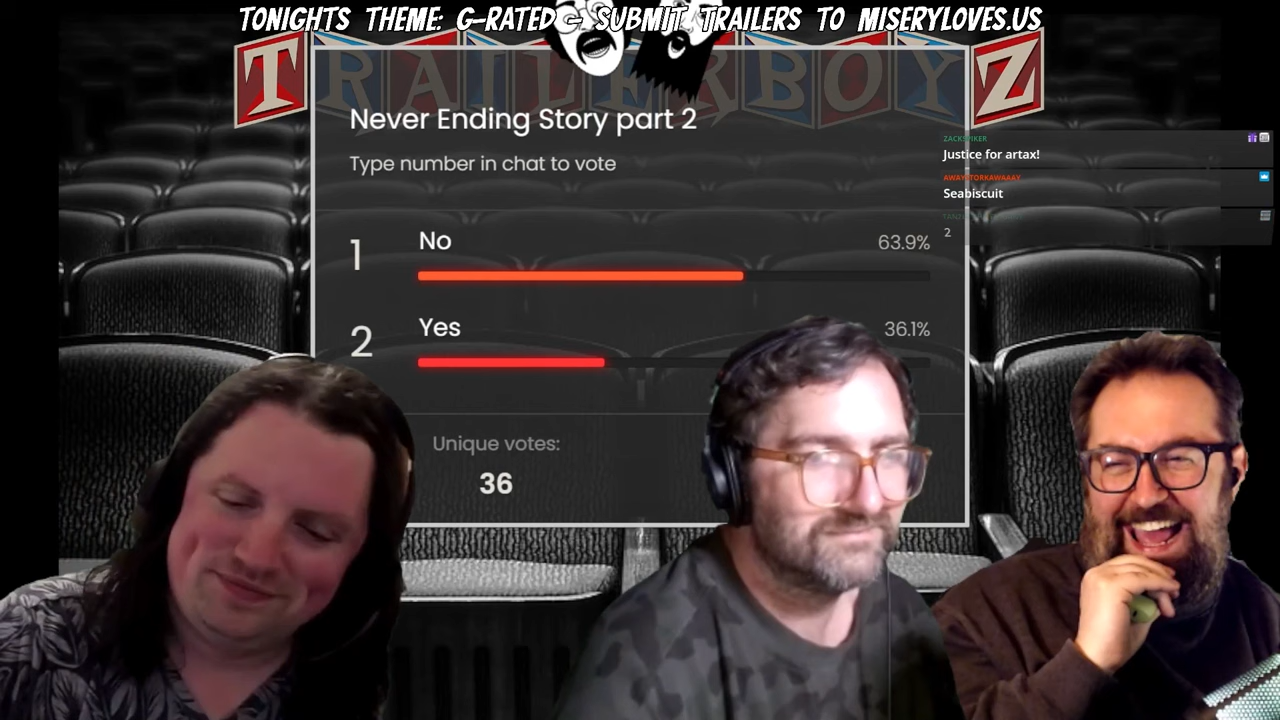 TONIGHTS THEME: G-RATED - SUBMIT TRAILERS TO MISERYLOVES.US
TRAILERBOYZ
Never Ending Story part 2
Type number in chat to vote
1 No 63.9%
2 Yes 36.1%
Unique votes:
36
Justice for artax!
Seabiscuit
2